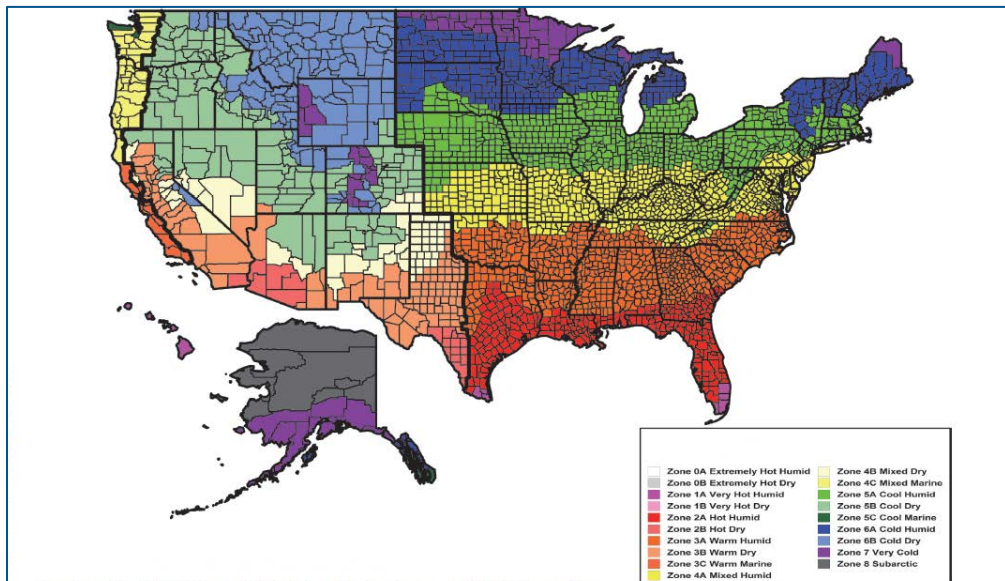 Zone 0A Extremely Hot Humid
Zone 0B Extremely Hot Dry
Zone 1A Very Hot Humid
Zone 1B Very Hot Dry
Zone 2A Hot Humid
Zone 2B Hot Dry
Zone 3A Warm Humid
Zone 3B Warm Dry
Zone 3C Warm Marine
Zone 4A Mixed Humid
Zone 4B Mixed Dry
Zone 4C Mixed Marine
Zone 5A Cool Humid
Zone 5B Cool Dry
Zone 5C Cool Marine
Zone 6A Cold Humid
Zone 6B Cold Dry
Zone 7 Very Cold
Zone 8 Subarctic